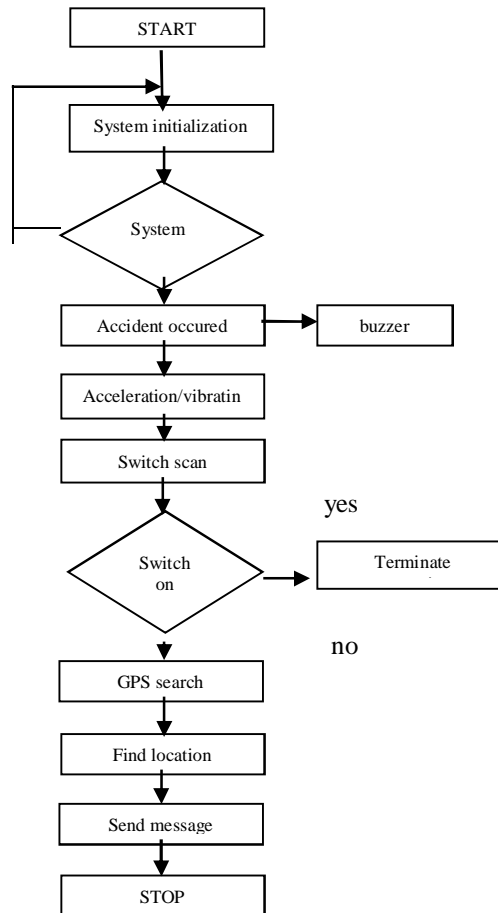 START
System initialization
System
Accident occured
buzzer
Acceleration/vibratin
Switch scan
yes
Switch
on
Terminate
no
GPS search
Find location
Send message
STOP